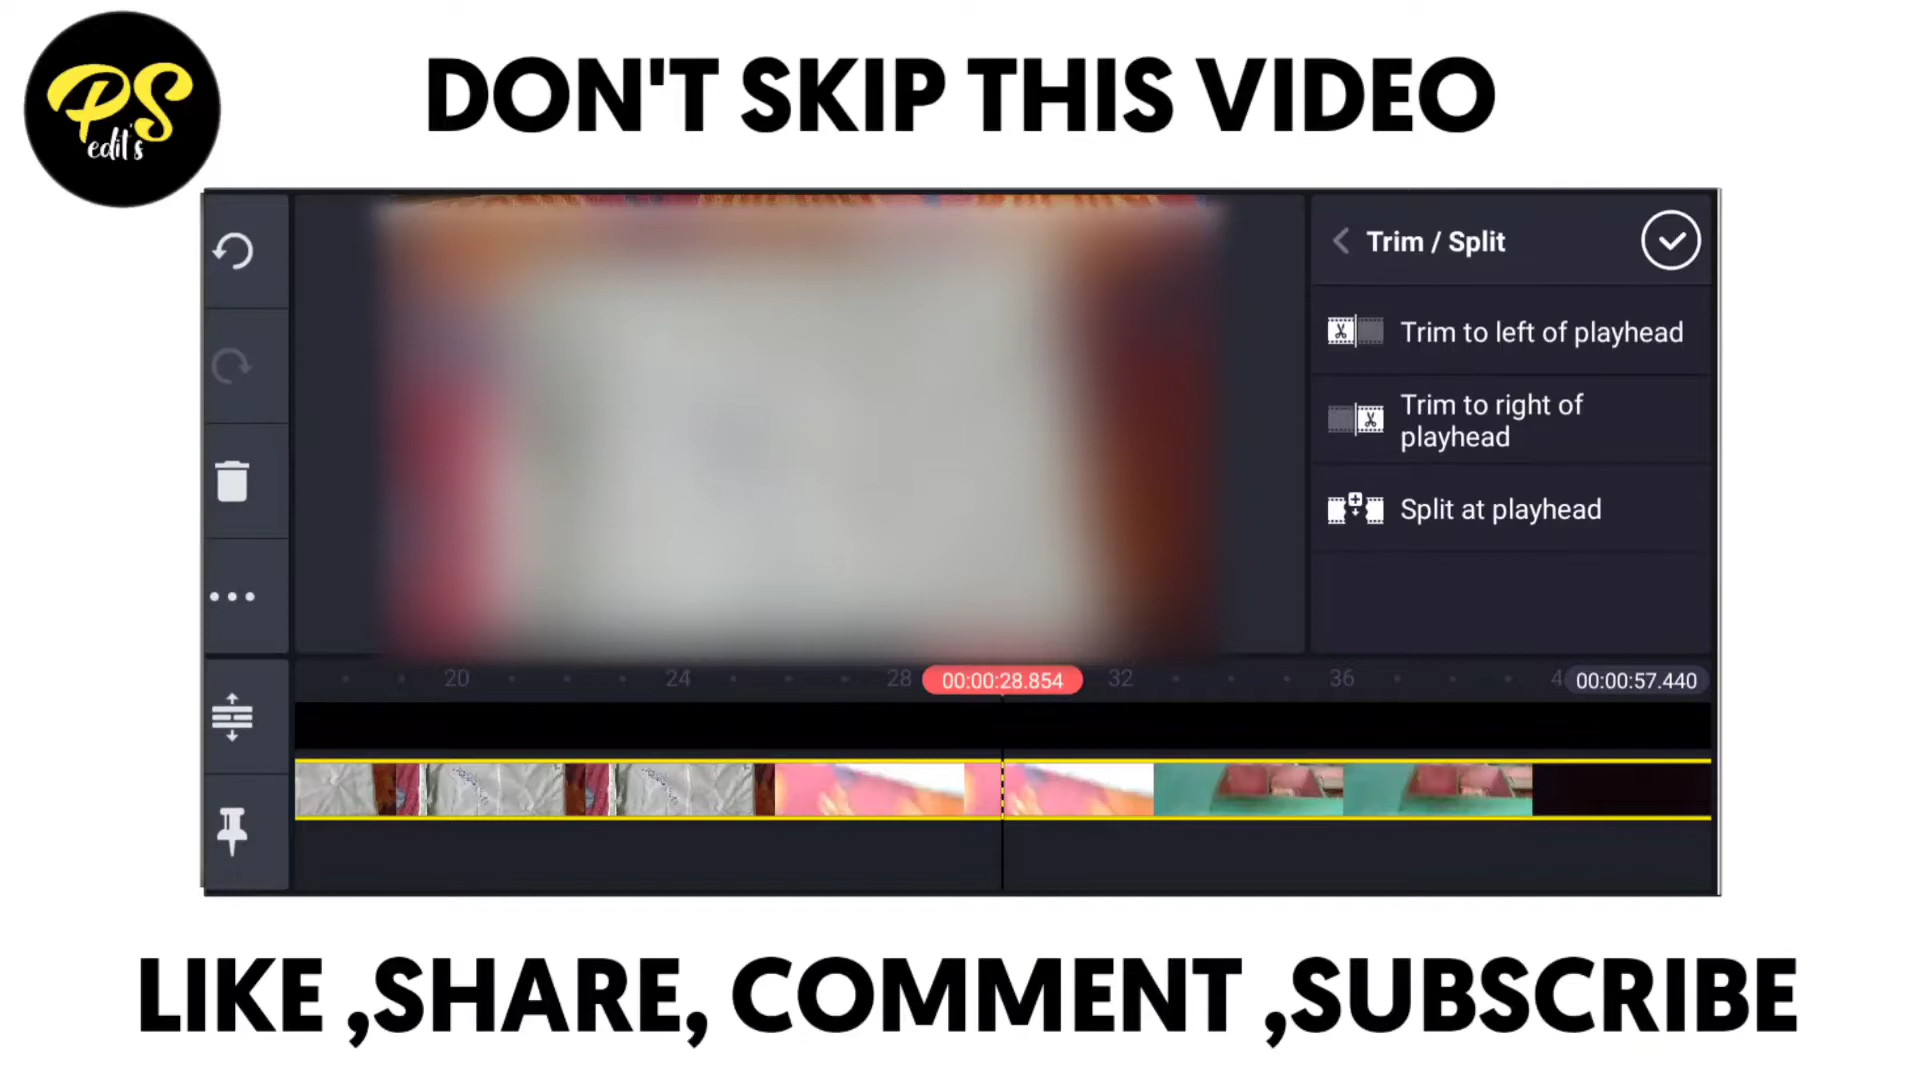 PS
edit's
DON'T SKIP THIS VIDEO
Trim / Split
Trim to left of playhead
Trim to right of
playhead
Split at playhead
20 24 28 00:00:28.854 32 36 4 00:00:57.440
LIKE ,SHARE, COMMENT ,SUBSCRIBE